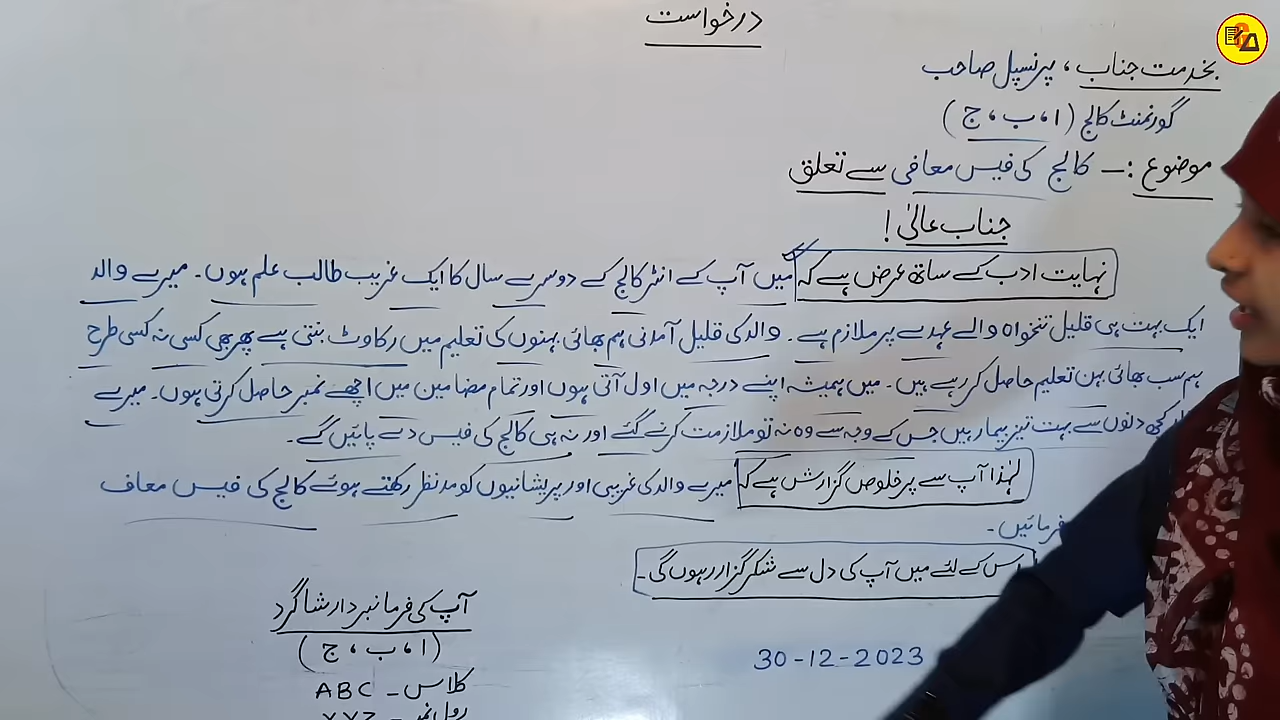 درخواست
بخدمت جناب ، پرنسپل صاحب
گورنمنٹ کالج (ا ، ب ، ج)
موضوع :– کالج کی فیس معافی سے تعلق
جناب عالیٰ !
نہایت ادب کے ساتھ عرض ہے کہ میں آپ کے انٹر کالج کے دوسرے سال کا ایک غریب طالب علم ہوں۔ میرے والد
ایک بہت ہی قلیل تنخواہ والے عہدے پر ملازم ہے ۔ والد کی قلیل آمدنی ہم بھائی بہنوں کی تعلیم میں رکاوٹ بنتی ہے پھر بھی کسی نہ کسی طرح
ہم سب بھائی بہن تعلیم حاصل کر رہے ہیں۔ میں ہمیشہ اپنے درجہ میں اول آتی ہوں اور تمام مضامین میں اچھے نمبر حاصل کرتی ہوں۔ میرے
کچھ دنوں سے بہت تیز بیمار ہیں جس کے وجہ سے وہ نہ تو ملازمت کرنے گئے اور نہ ہی کالج کی فیس دے پائیں گے۔
لہٰذا آپ سے پر خلوص گزارش ہے کہ میرے والد کی غریبی اور پریشانیوں کو مدنظر رکھتے ہوئے کالج کی فیس معاف
فرمائیں۔
اس کے لئے میں آپ کی دل سے شکر گزار رہوں گی۔
آپ کی فرمانبردار شاگرد
(ا ، ب ، ج)
کلاس – ABC
رول نمبر – XYZ
30-12-2023